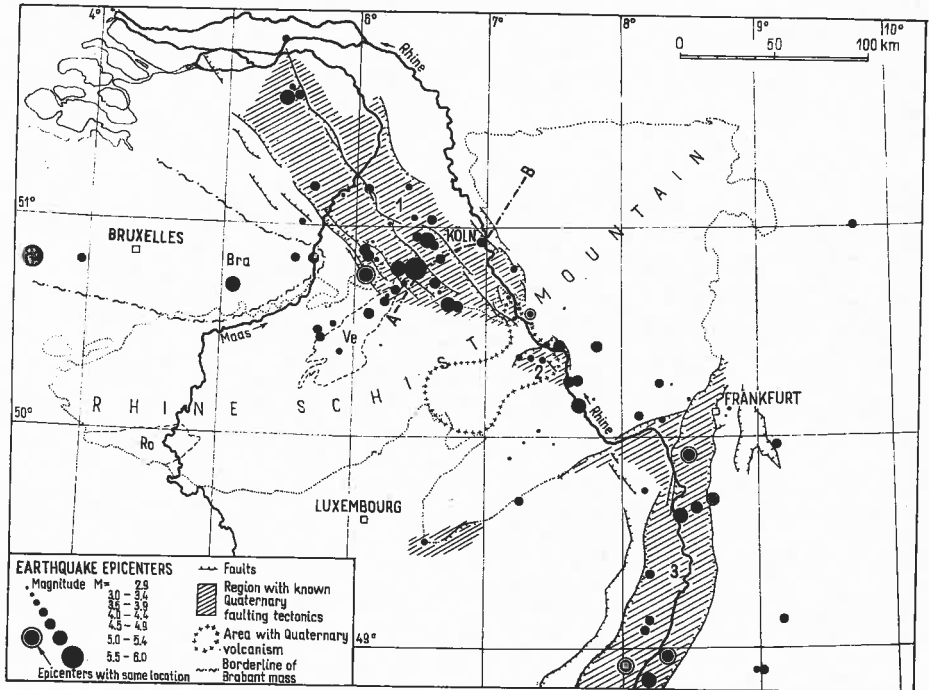 4° 6° 7° 8° 9° 10°
Rhine
0 50 100 km
51°
BRUXELLES
Bra
1
KÖLN
B
A
Maas
Ve
2
Rhine
50°
RHINE SCHIST MOUNTAIN
FRANKFURT
Ro
LUXEMBOURG
3
49°
EARTHQUAKE EPICENTERS
Magnitude M= 2.9
3.0 - 3.4
3.5 - 3.9
4.0 - 4.4
4.5 - 4.9
5.0 - 5.4
5.5 - 6.0
Epicenters with same location
Faults
Region with known
Quaternary
faulting tectonics
Area with Quaternary
volcanism
Borderline of
Brabant mass